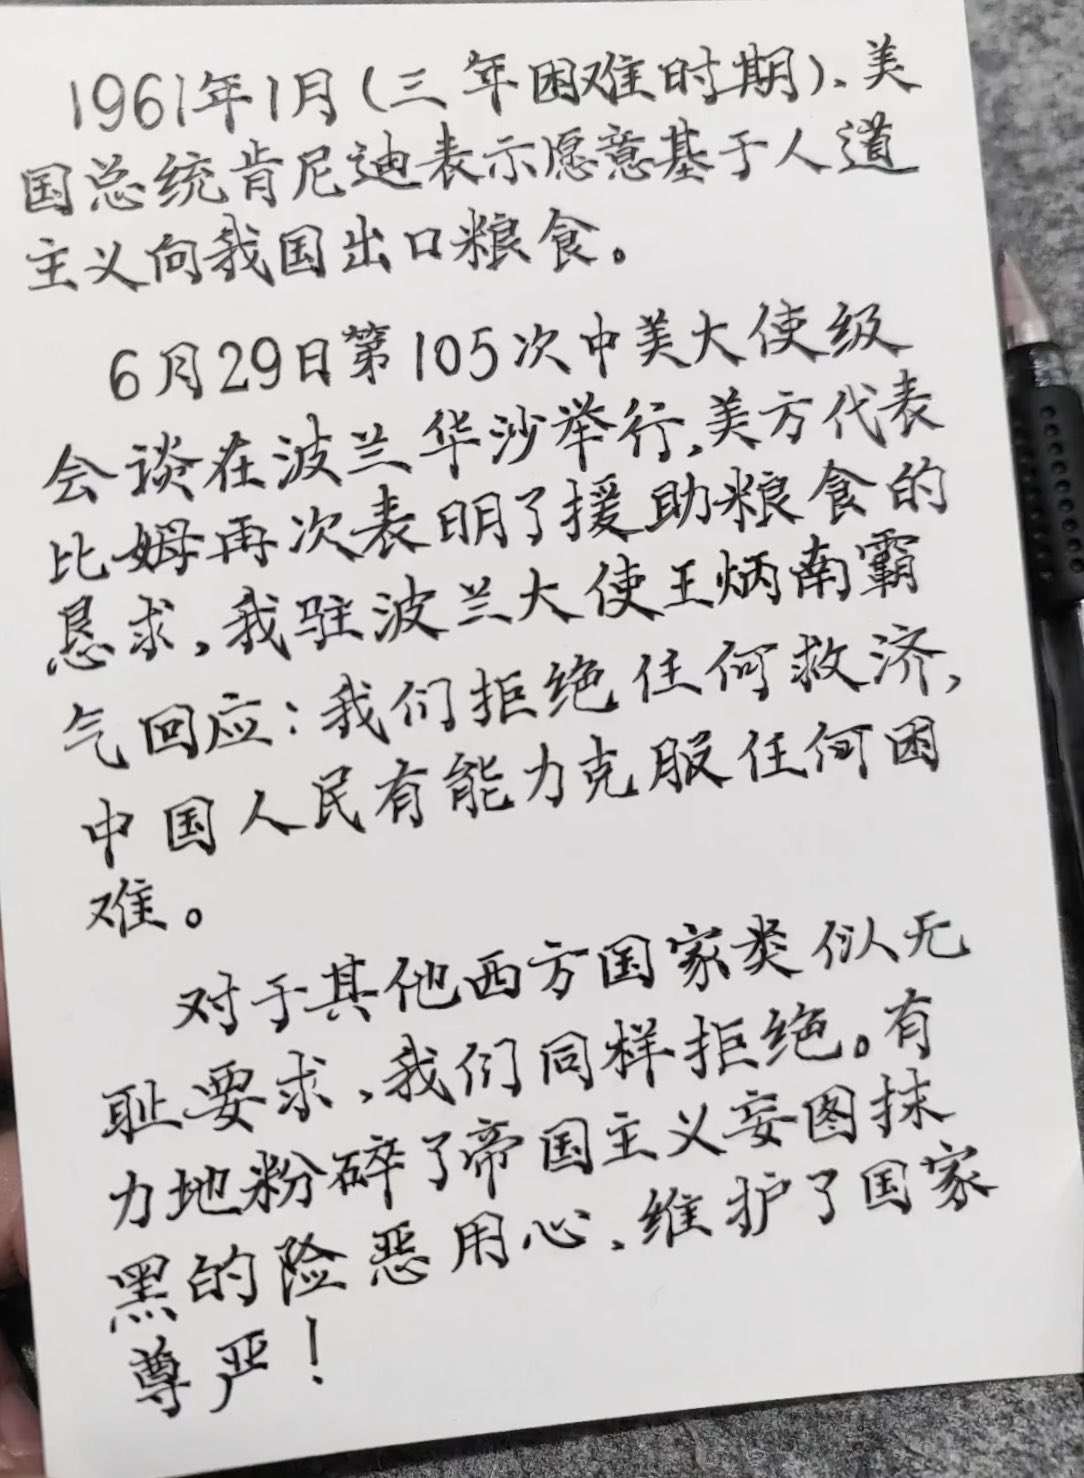 1961年1月(三年困难时期)、美
国总统肯尼迪表示愿意基于人道
主义向我国出口粮食。
6月29日第105次中美大使级
会谈在波兰华沙举行,美方代表
比姆再次表明了援助粮食的
恳求,我驻波兰大使王炳南霸
气回应:我们拒绝任何救济,
中国人民有能力克服任何困
难。
对于其他西方国家类似无
耻要求、我们同样拒绝。有
力地粉碎了帝国主义妄图抹
黑的险恶用心、维护了国家
尊严!